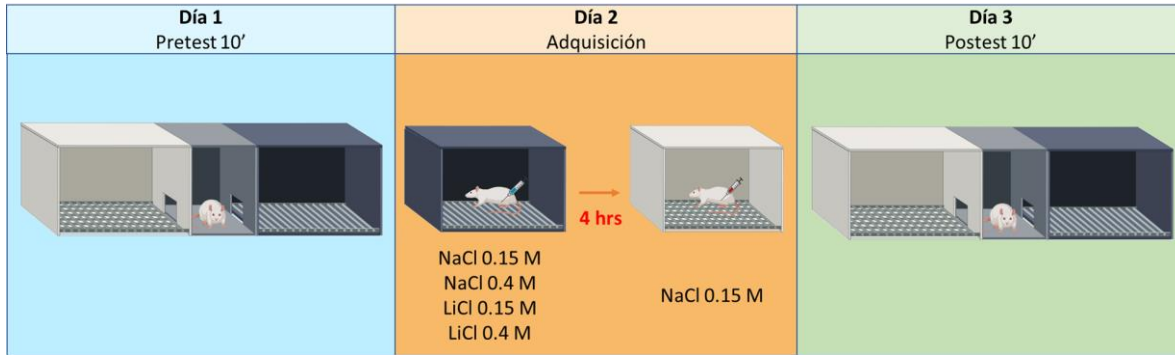 Día 1
Pretest 10’
Día 2
Adquisición
Día 3
Postest 10’
4 hrs
NaCl 0.15 M
NaCl 0.4 M
LiCl 0.15 M
LiCl 0.4 M
NaCl 0.15 M